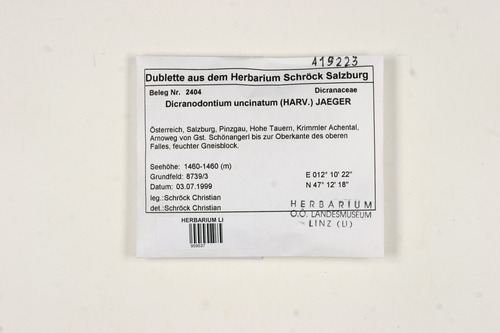 419223
Dublette aus dem Herbarium Schröck Salzburg
Beleg Nr. 2404 Dicranaceae
Dicranodontium uncinatum (HARV.) JAEGER
Österreich, Salzburg, Pinzgau, Hohe Tauern, Krimmler Achental,
Arnoweg von Gst. Schönangerl bis zur Oberkante des oberen
Falles, feuchter Gneisblock.
Seehöhe: 1460-1460 (m)
Grundfeld: 8739/3 E 012° 10' 22"
Datum: 03.07.1999 N 47° 12' 18"
leg.:Schröck Christian
det.:Schröck Christian
HERBARIUM
O.Ö. LANDESMUSEUM
LINZ (LI)
HERBARIUM LI
959537